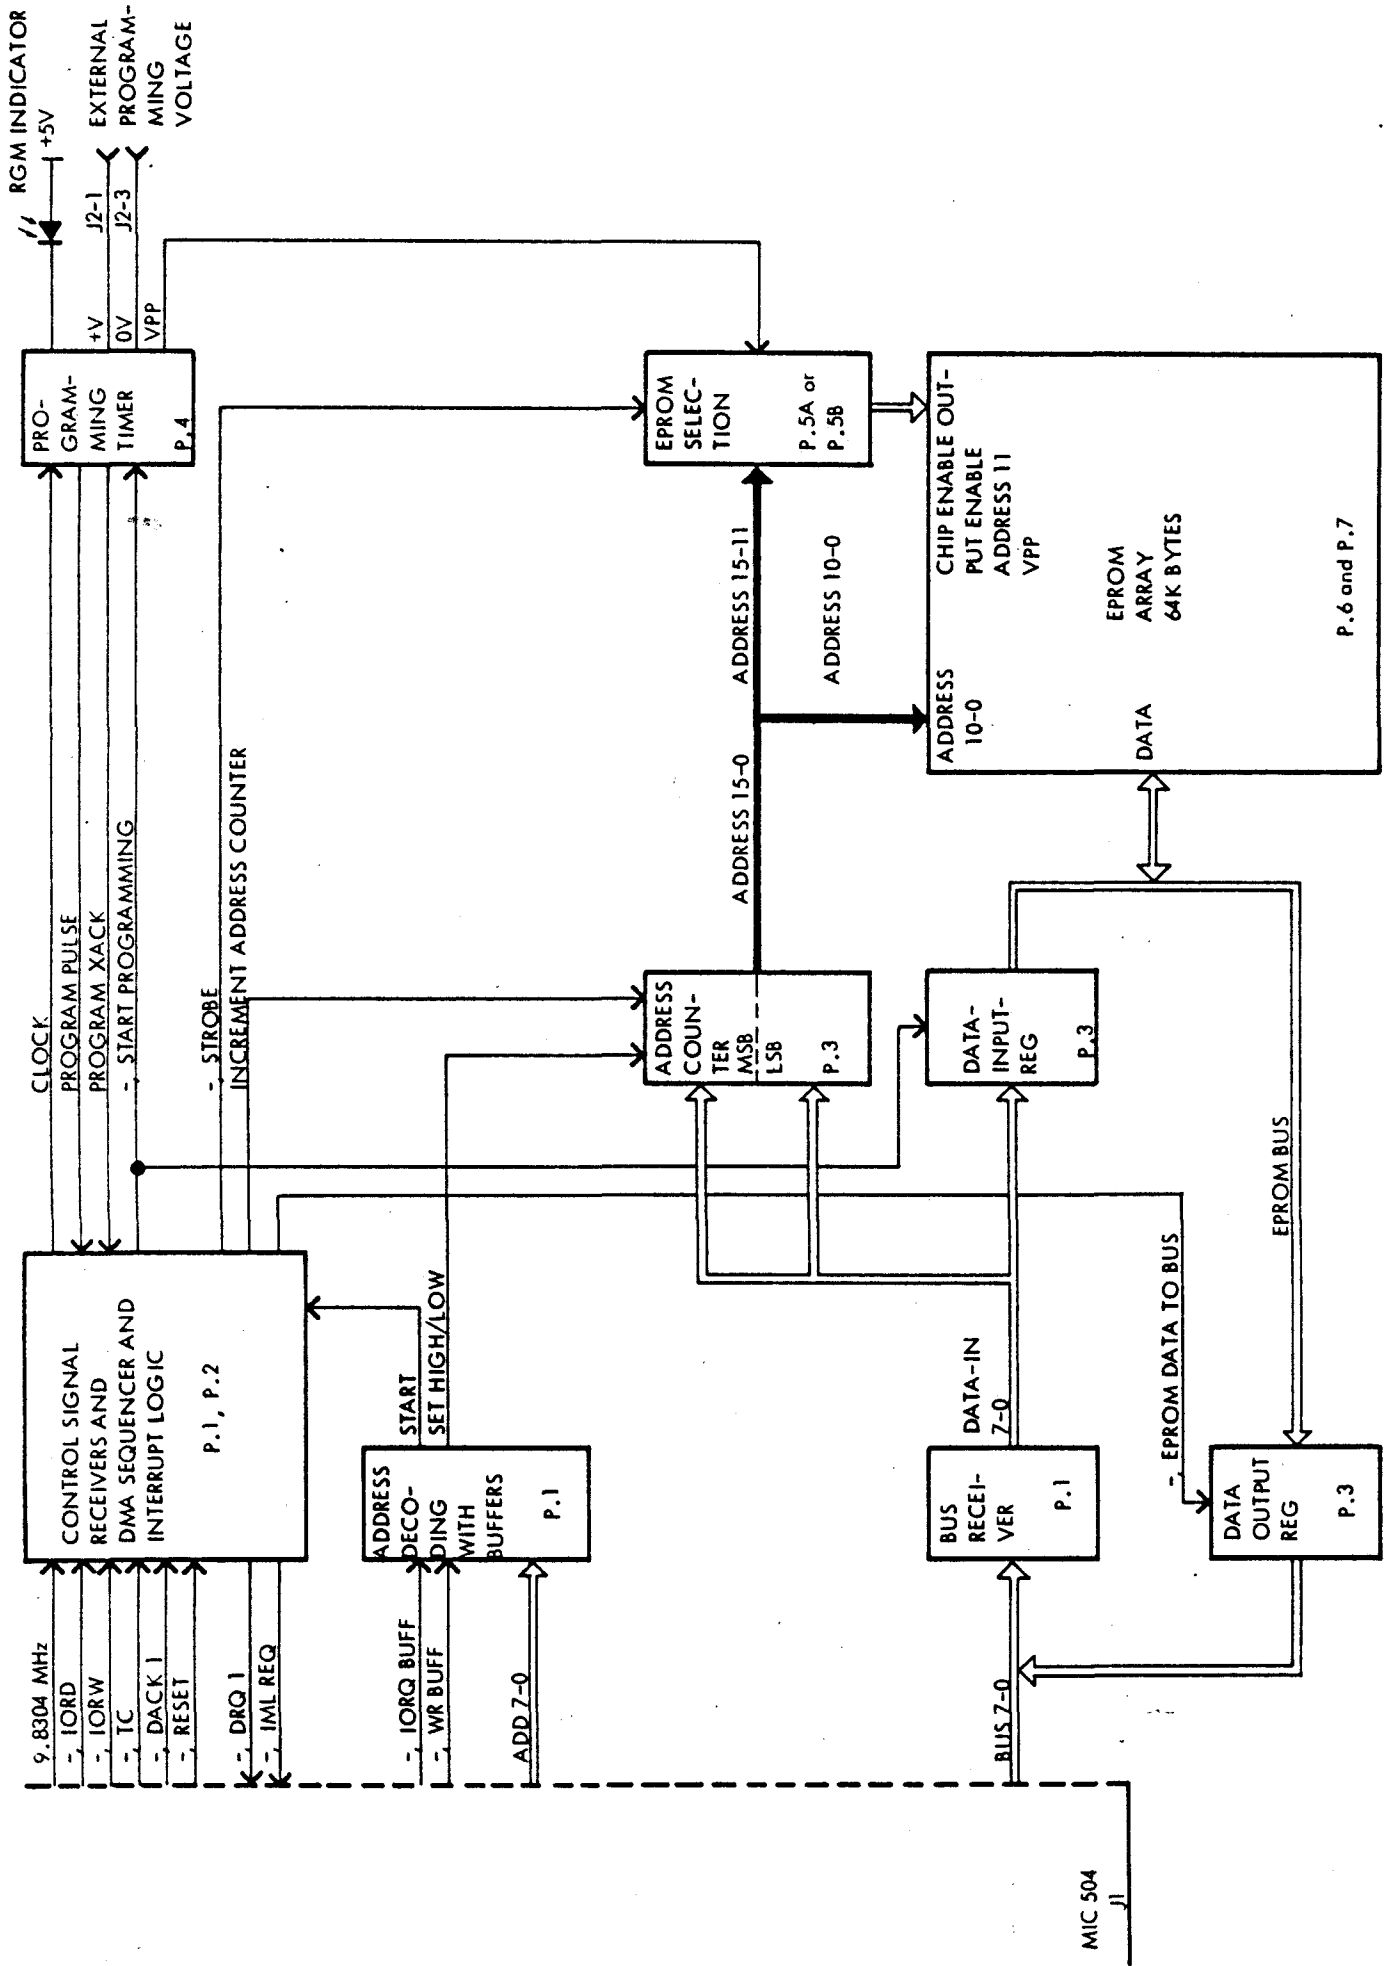 RGM INDICATOR
+5V
EXTERNAL
PROGRAM-
MING
VOLTAGE
J2-1
J2-3
+V
0V
VPP
PRO-
GRAM-
MING
TIMER
P.4
CLOCK
PROGRAM PULSE
PROGRAM XACK
-, START PROGRAMMING
-, STROBE
INCREMENT ADDRESS COUNTER
CONTROL SIGNAL
RECEIVERS AND
DMA SEQUENCER AND
INTERRUPT LOGIC
P.1, P.2
9.8304 MHz
-, IORD
-, IORW
-, TC
-, DACK 1
-, RESET
-, DRQ 1
-, IML REQ
START
SET HIGH/LOW
ADDRESS
DECO-
DING
WITH
BUFFERS
P.1
-, IORQ BUFF
-, WR BUFF
ADD 7-0
EPROM
SELEC-
TION
P.5A or
P.5B
ADDRESS 15-11
ADDRESS 10-0
ADDRESS 15-0
ADDRESS
COUN-
TER
MSB
LSB
P.3
CHIP ENABLE OUT-
PUT ENABLE
ADDRESS 11
VPP
EPROM
ARRAY
64K BYTES
P.6 and P.7
ADDRESS
10-0
DATA
DATA-
INPUT-
REG
P.3
EPROM BUS
DATA-IN
7-0
BUS
RECEI-
VER
P.1
-, EPROM DATA TO BUS
DATA
OUTPUT
REG
P.3
BUS 7-0
MIC 504
J1